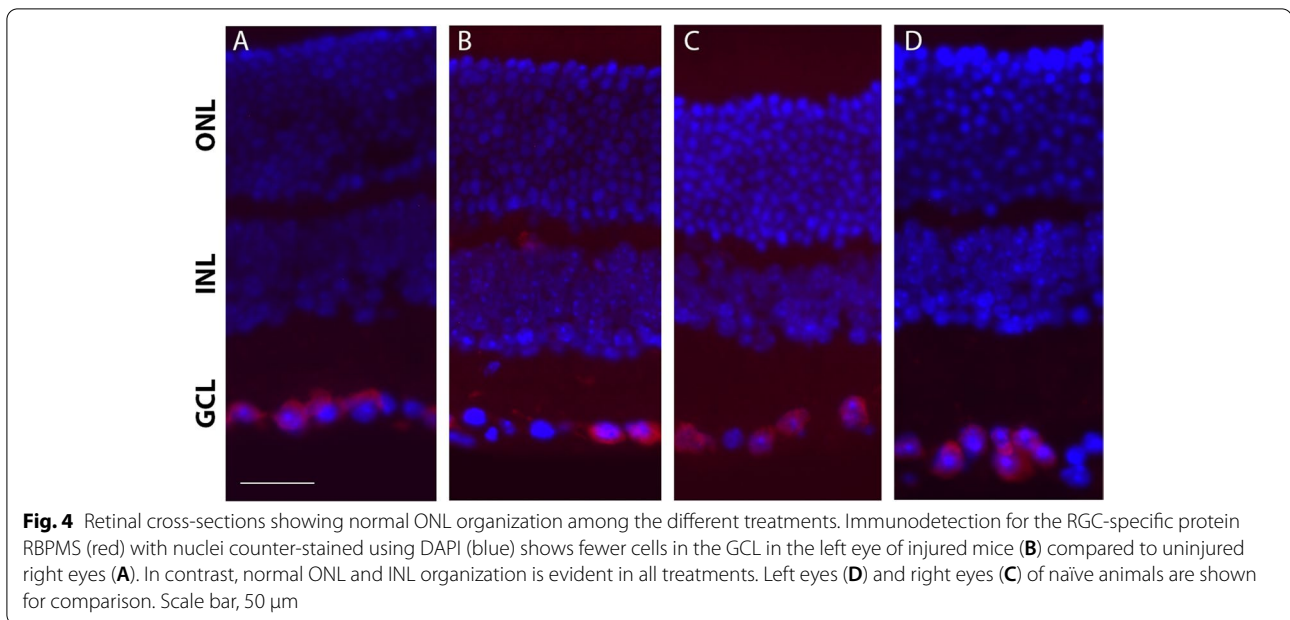 A
B
C
D
ONL
INL
GCL
Fig. 4 Retinal cross-sections showing normal ONL organization among the different treatments. Immunodetection for the RGC-specific protein
RBPMS (red) with nuclei counter-stained using DAPI (blue) shows fewer cells in the GCL in the left eye of injured mice (B) compared to uninjured
right eyes (A). In contrast, normal ONL and INL organization is evident in all treatments. Left eyes (D) and right eyes (C) of naïve animals are shown
for comparison. Scale bar, 50 µm